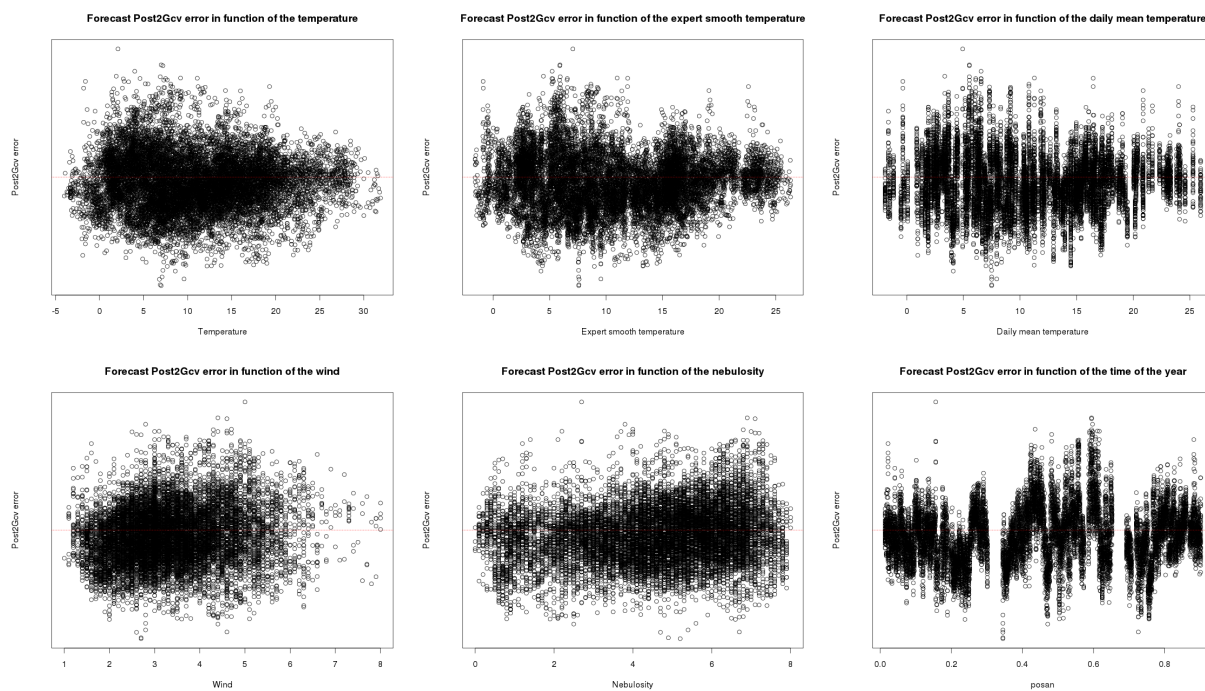 Forecast Post2Gcv error in function of the temperature
Post2Gcv error
-5 0 5 10 15 20 25 30
Temperature
Forecast Post2Gcv error in function of the expert smooth temperature
Post2Gcv error
0 5 10 15 20 25
Expert smooth temperature
Forecast Post2Gcv error in function of the daily mean temperature
Post2Gcv error
0 5 10 15 20 25
Daily mean temperature
Forecast Post2Gcv error in function of the wind
Post2Gcv error
1 2 3 4 5 6 7 8
Wind
Forecast Post2Gcv error in function of the nebulosity
Post2Gcv error
0 2 4 6 8
Nebulosity
Forecast Post2Gcv error in function of the time of the year
Post2Gcv error
0.0 0.2 0.4 0.6 0.8
posan